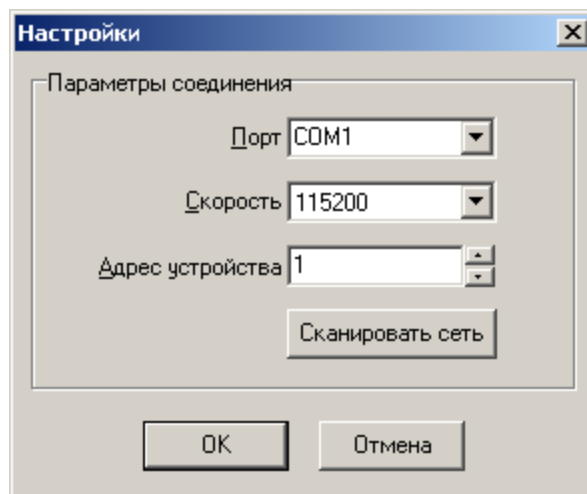 Настройки
Параметры соединения
Порт COM1
Скорость 115200
Адрес устройства 1
Сканировать сеть
OK Отмена